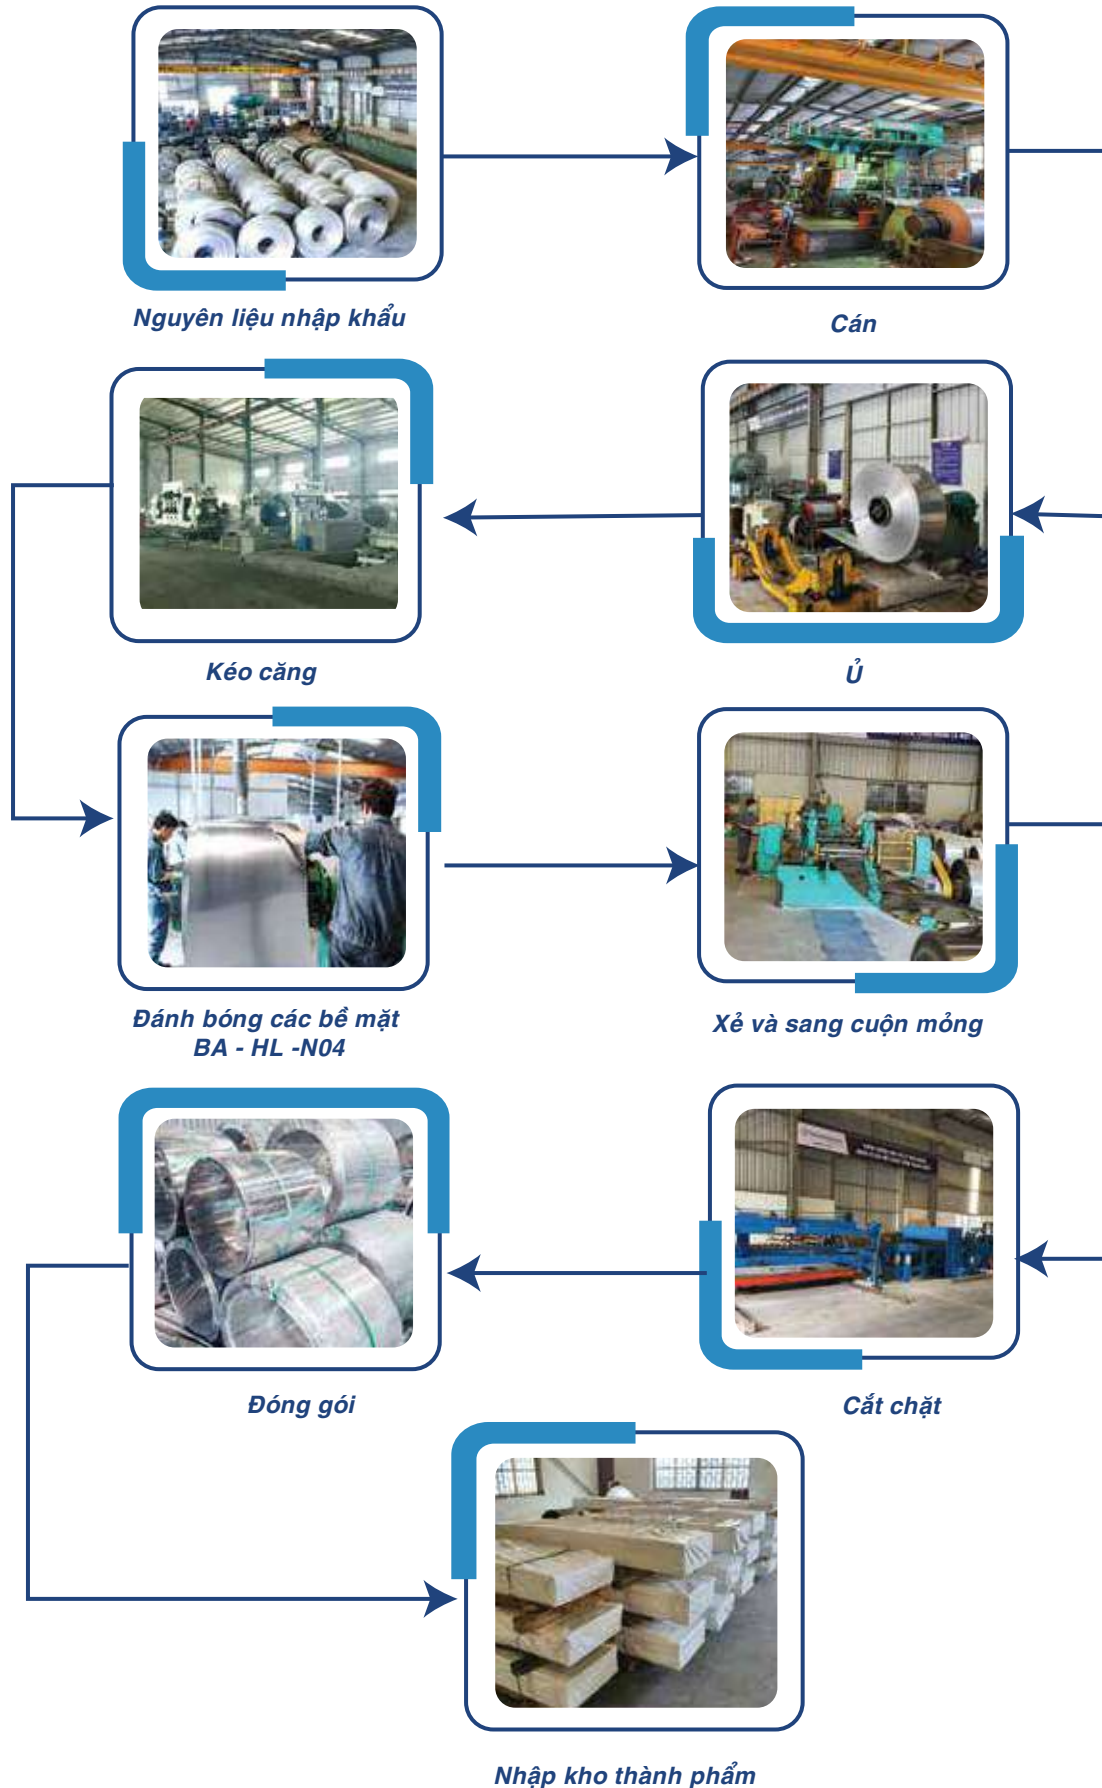 Nguyên liệu nhập khẩu
Cán
Kéo căng
Ủ
Đánh bóng các bề mặt
BA - HL -N04
Xẻ và sang cuộn mỏng
Đóng gói
Cắt chặt
Nhập kho thành phẩm